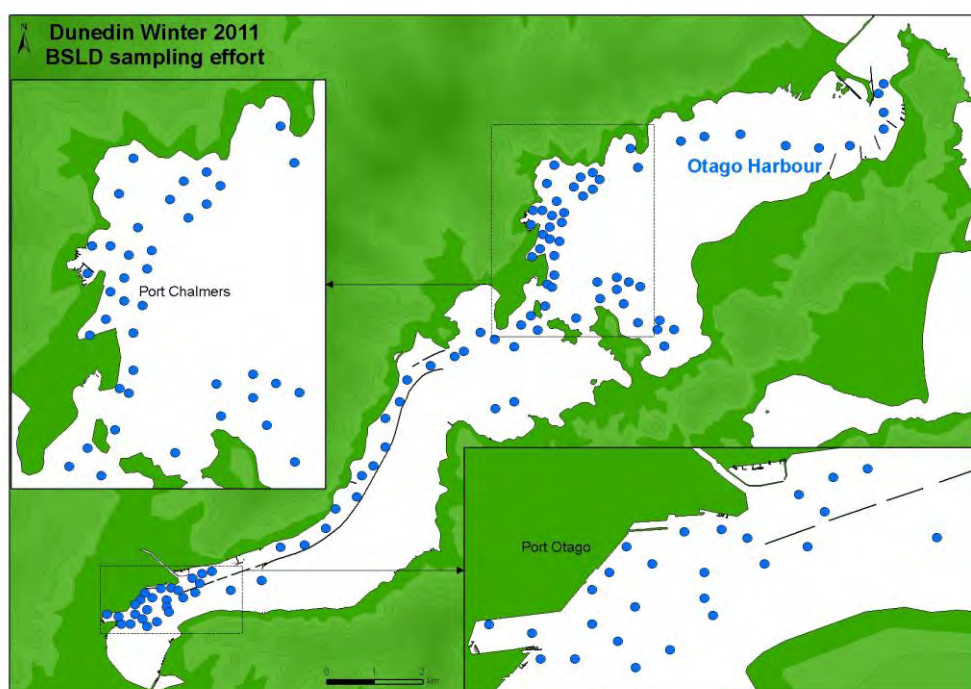 N
Dunedin Winter 2011
BSLD sampling effort
Otago Harbour
Port Chalmers
Port Otago
0 1 2
km